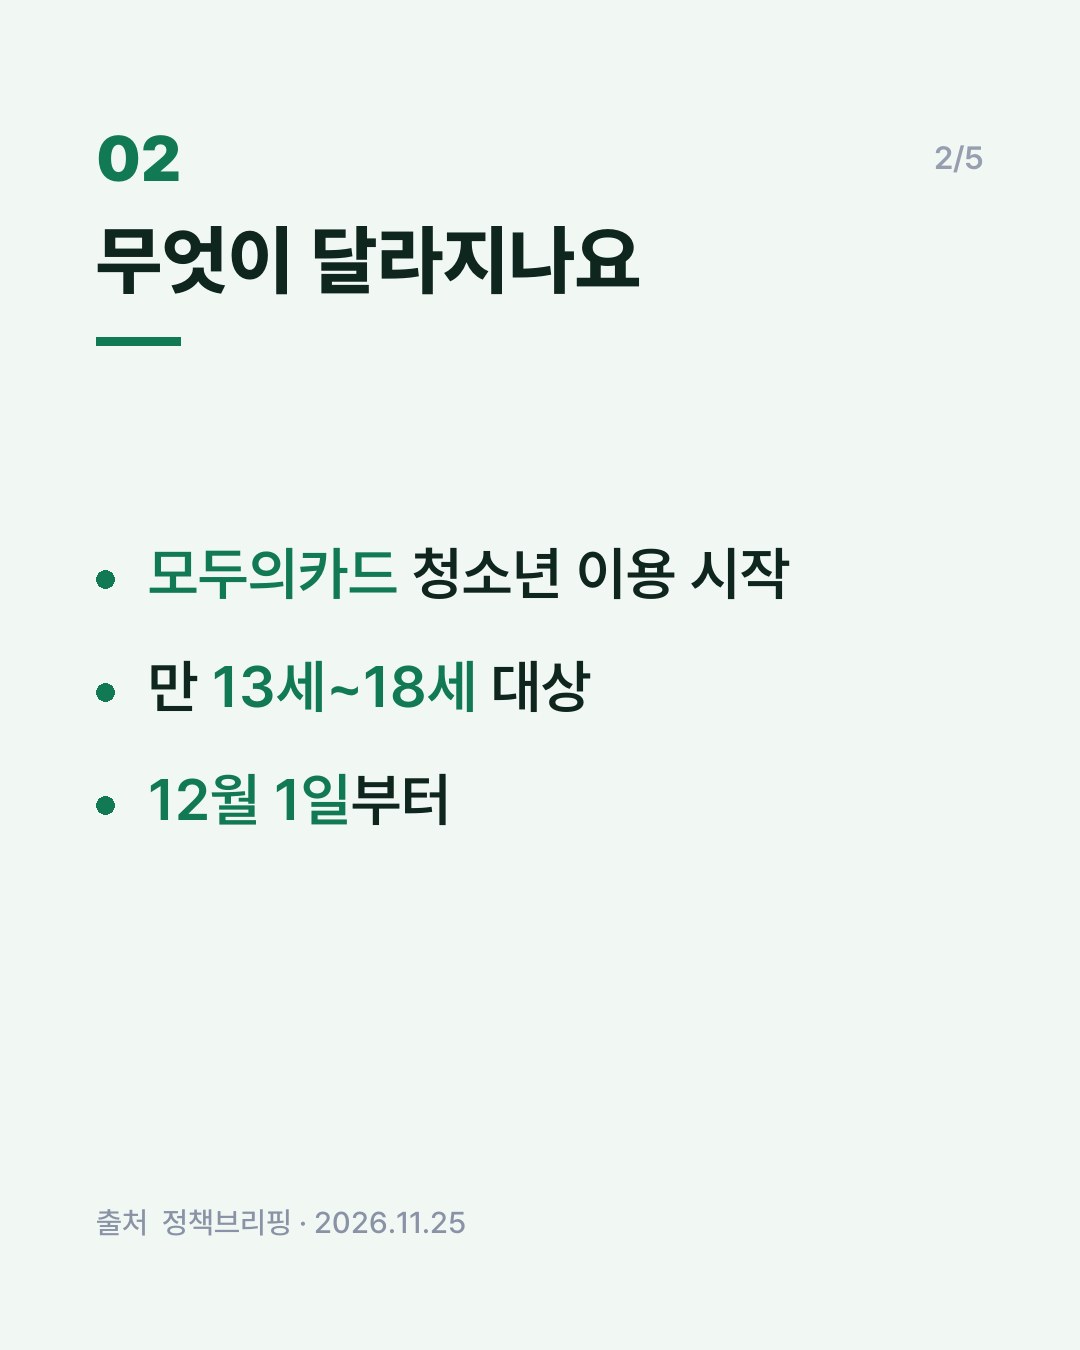 02
2/5
무엇이 달라지나요
• 모두의카드 청소년 이용 시작
• 만 13세~18세 대상
• 12월 1일부터
출처 정책브리핑 · 2026.11.25